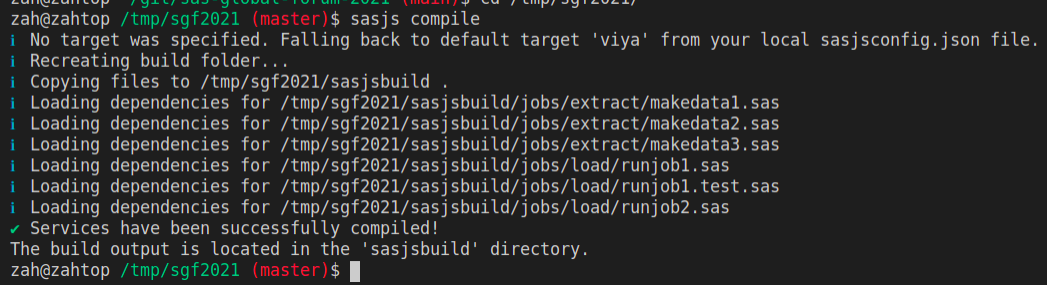 zah@zahtop ~/git/sas-global-forum-2021 (main)$ cd /tmp/sgf2021/
zah@zahtop /tmp/sgf2021 (master)$ sasjs compile
i No target was specified. Falling back to default target 'viya' from your local sasjsconfig.json file.
i Recreating build folder...
i Copying files to /tmp/sgf2021/sasjsbuild .
i Loading dependencies for /tmp/sgf2021/sasjsbuild/jobs/extract/makedata1.sas
i Loading dependencies for /tmp/sgf2021/sasjsbuild/jobs/extract/makedata2.sas
i Loading dependencies for /tmp/sgf2021/sasjsbuild/jobs/extract/makedata3.sas
i Loading dependencies for /tmp/sgf2021/sasjsbuild/jobs/load/runjob1.sas
i Loading dependencies for /tmp/sgf2021/sasjsbuild/jobs/load/runjob1.test.sas
i Loading dependencies for /tmp/sgf2021/sasjsbuild/jobs/load/runjob2.sas
✔ Services have been successfully compiled!
The build output is located in the 'sasjsbuild' directory.
zah@zahtop /tmp/sgf2021 (master)$